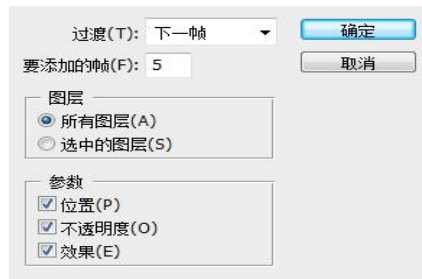 过渡(T): 下一帧
确定
要添加的帧(F): 5
取消
图层
所有图层(A)
选中的图层(S)
参数
位置(P)
不透明度(O)
效果(E)